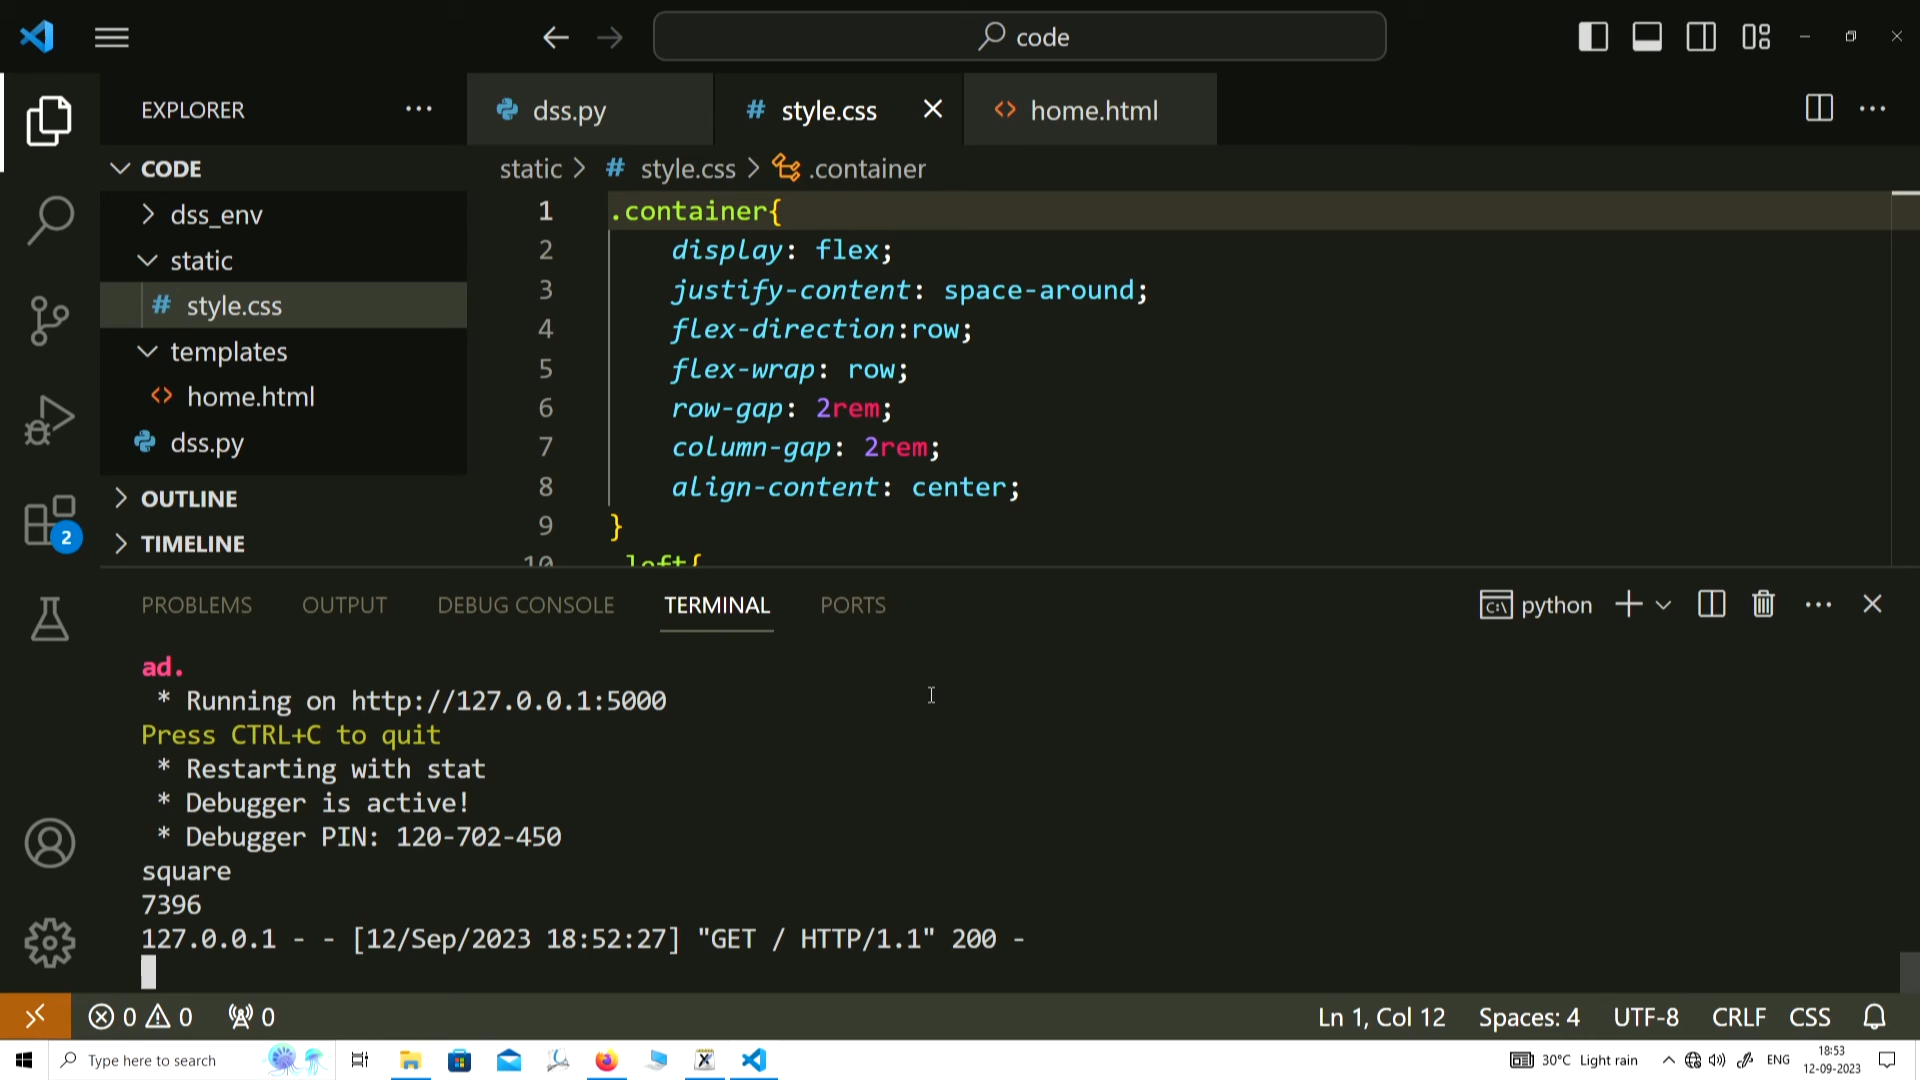 code
EXPLORER
dss.py
# style.css
<> home.html
CODE
static > # style.css > .container
dss_env
static
# style.css
templates
<> home.html
dss.py
OUTLINE
TIMELINE
2
1 .container{
2 display: flex;
3 justify-content: space-around;
4 flex-direction:row;
5 flex-wrap: row;
6 row-gap: 2rem;
7 column-gap: 2rem;
8 align-content: center;
9 }
10 .left{
PROBLEMS OUTPUT DEBUG CONSOLE TERMINAL PORTS
python
ad.
* Running on http://127.0.0.1:5000
Press CTRL+C to quit
* Restarting with stat
* Debugger is active!
* Debugger PIN: 120-702-450
square
7396
127.0.0.1 - - [12/Sep/2023 18:52:27] "GET / HTTP/1.1" 200 -
0 0 0
Ln 1, Col 12 Spaces: 4 UTF-8 CRLF CSS
Type here to search
30°C Light rain
ENG
18:53
12-09-2023